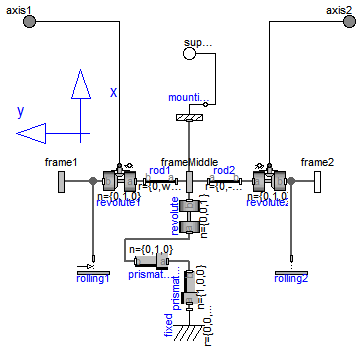 axis1
axis2
sup...
x
y
mounti...
frame1
rod1
frameMiddle
rod2
frame2
n={0,1,0}
r={0,w...
r={0,-...
n={0,1,0}
revolute1
revolute2
revolute
n={0,0,1}
n={0,1,0}
rolling1
prismat...
prismat...
n={1,0,0}
rolling2
fixed
r={0,0,...